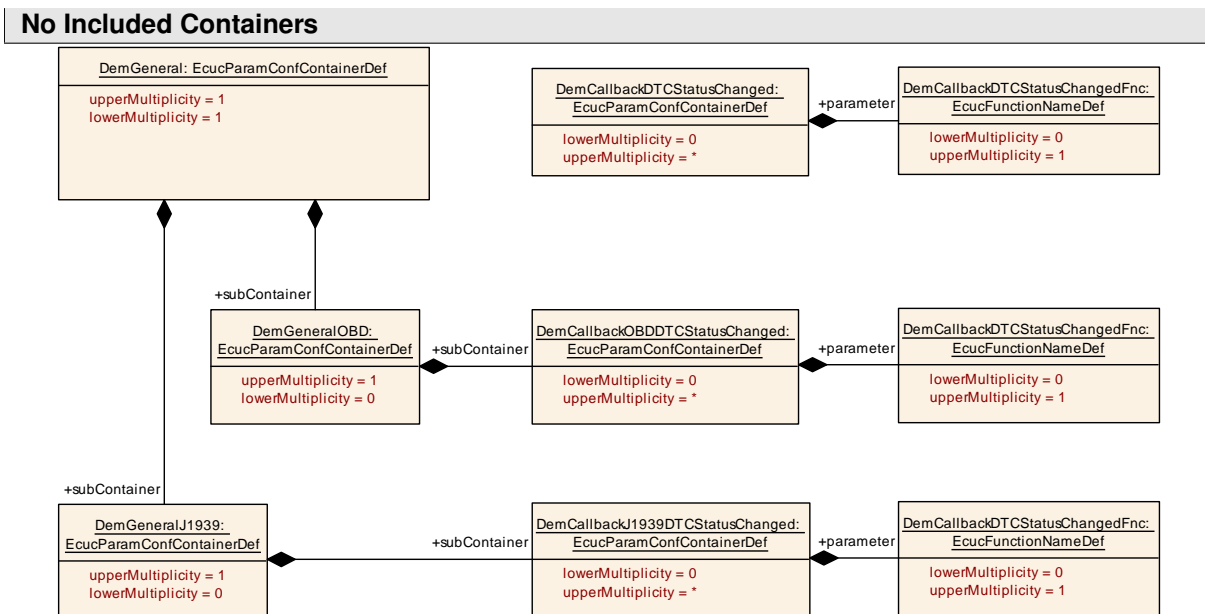 No Included Containers
DemGeneral: EcucParamConfContainerDef
upperMultiplicity = 1
lowerMultiplicity = 1
DemCallbackDTCStatusChanged:
EcucParamConfContainerDef
lowerMultiplicity = 0
upperMultiplicity = *
+parameter
DemCallbackDTCStatusChangedFnc:
EcucFunctionNameDef
lowerMultiplicity = 0
upperMultiplicity = 1
+subContainer
DemGeneralOBD:
EcucParamConfContainerDef
upperMultiplicity = 1
lowerMultiplicity = 0
+subContainer
DemCallbackOBDDTCStatusChanged:
EcucParamConfContainerDef
lowerMultiplicity = 0
upperMultiplicity = *
+parameter
DemCallbackDTCStatusChangedFnc:
EcucFunctionNameDef
lowerMultiplicity = 0
upperMultiplicity = 1
+subContainer
DemGeneralJ1939:
EcucParamConfContainerDef
upperMultiplicity = 1
lowerMultiplicity = 0
+subContainer
DemCallbackJ1939DTCStatusChanged:
EcucParamConfContainerDef
lowerMultiplicity = 0
upperMultiplicity = *
+parameter
DemCallbackDTCStatusChangedFnc:
EcucFunctionNameDef
lowerMultiplicity = 0
upperMultiplicity = 1